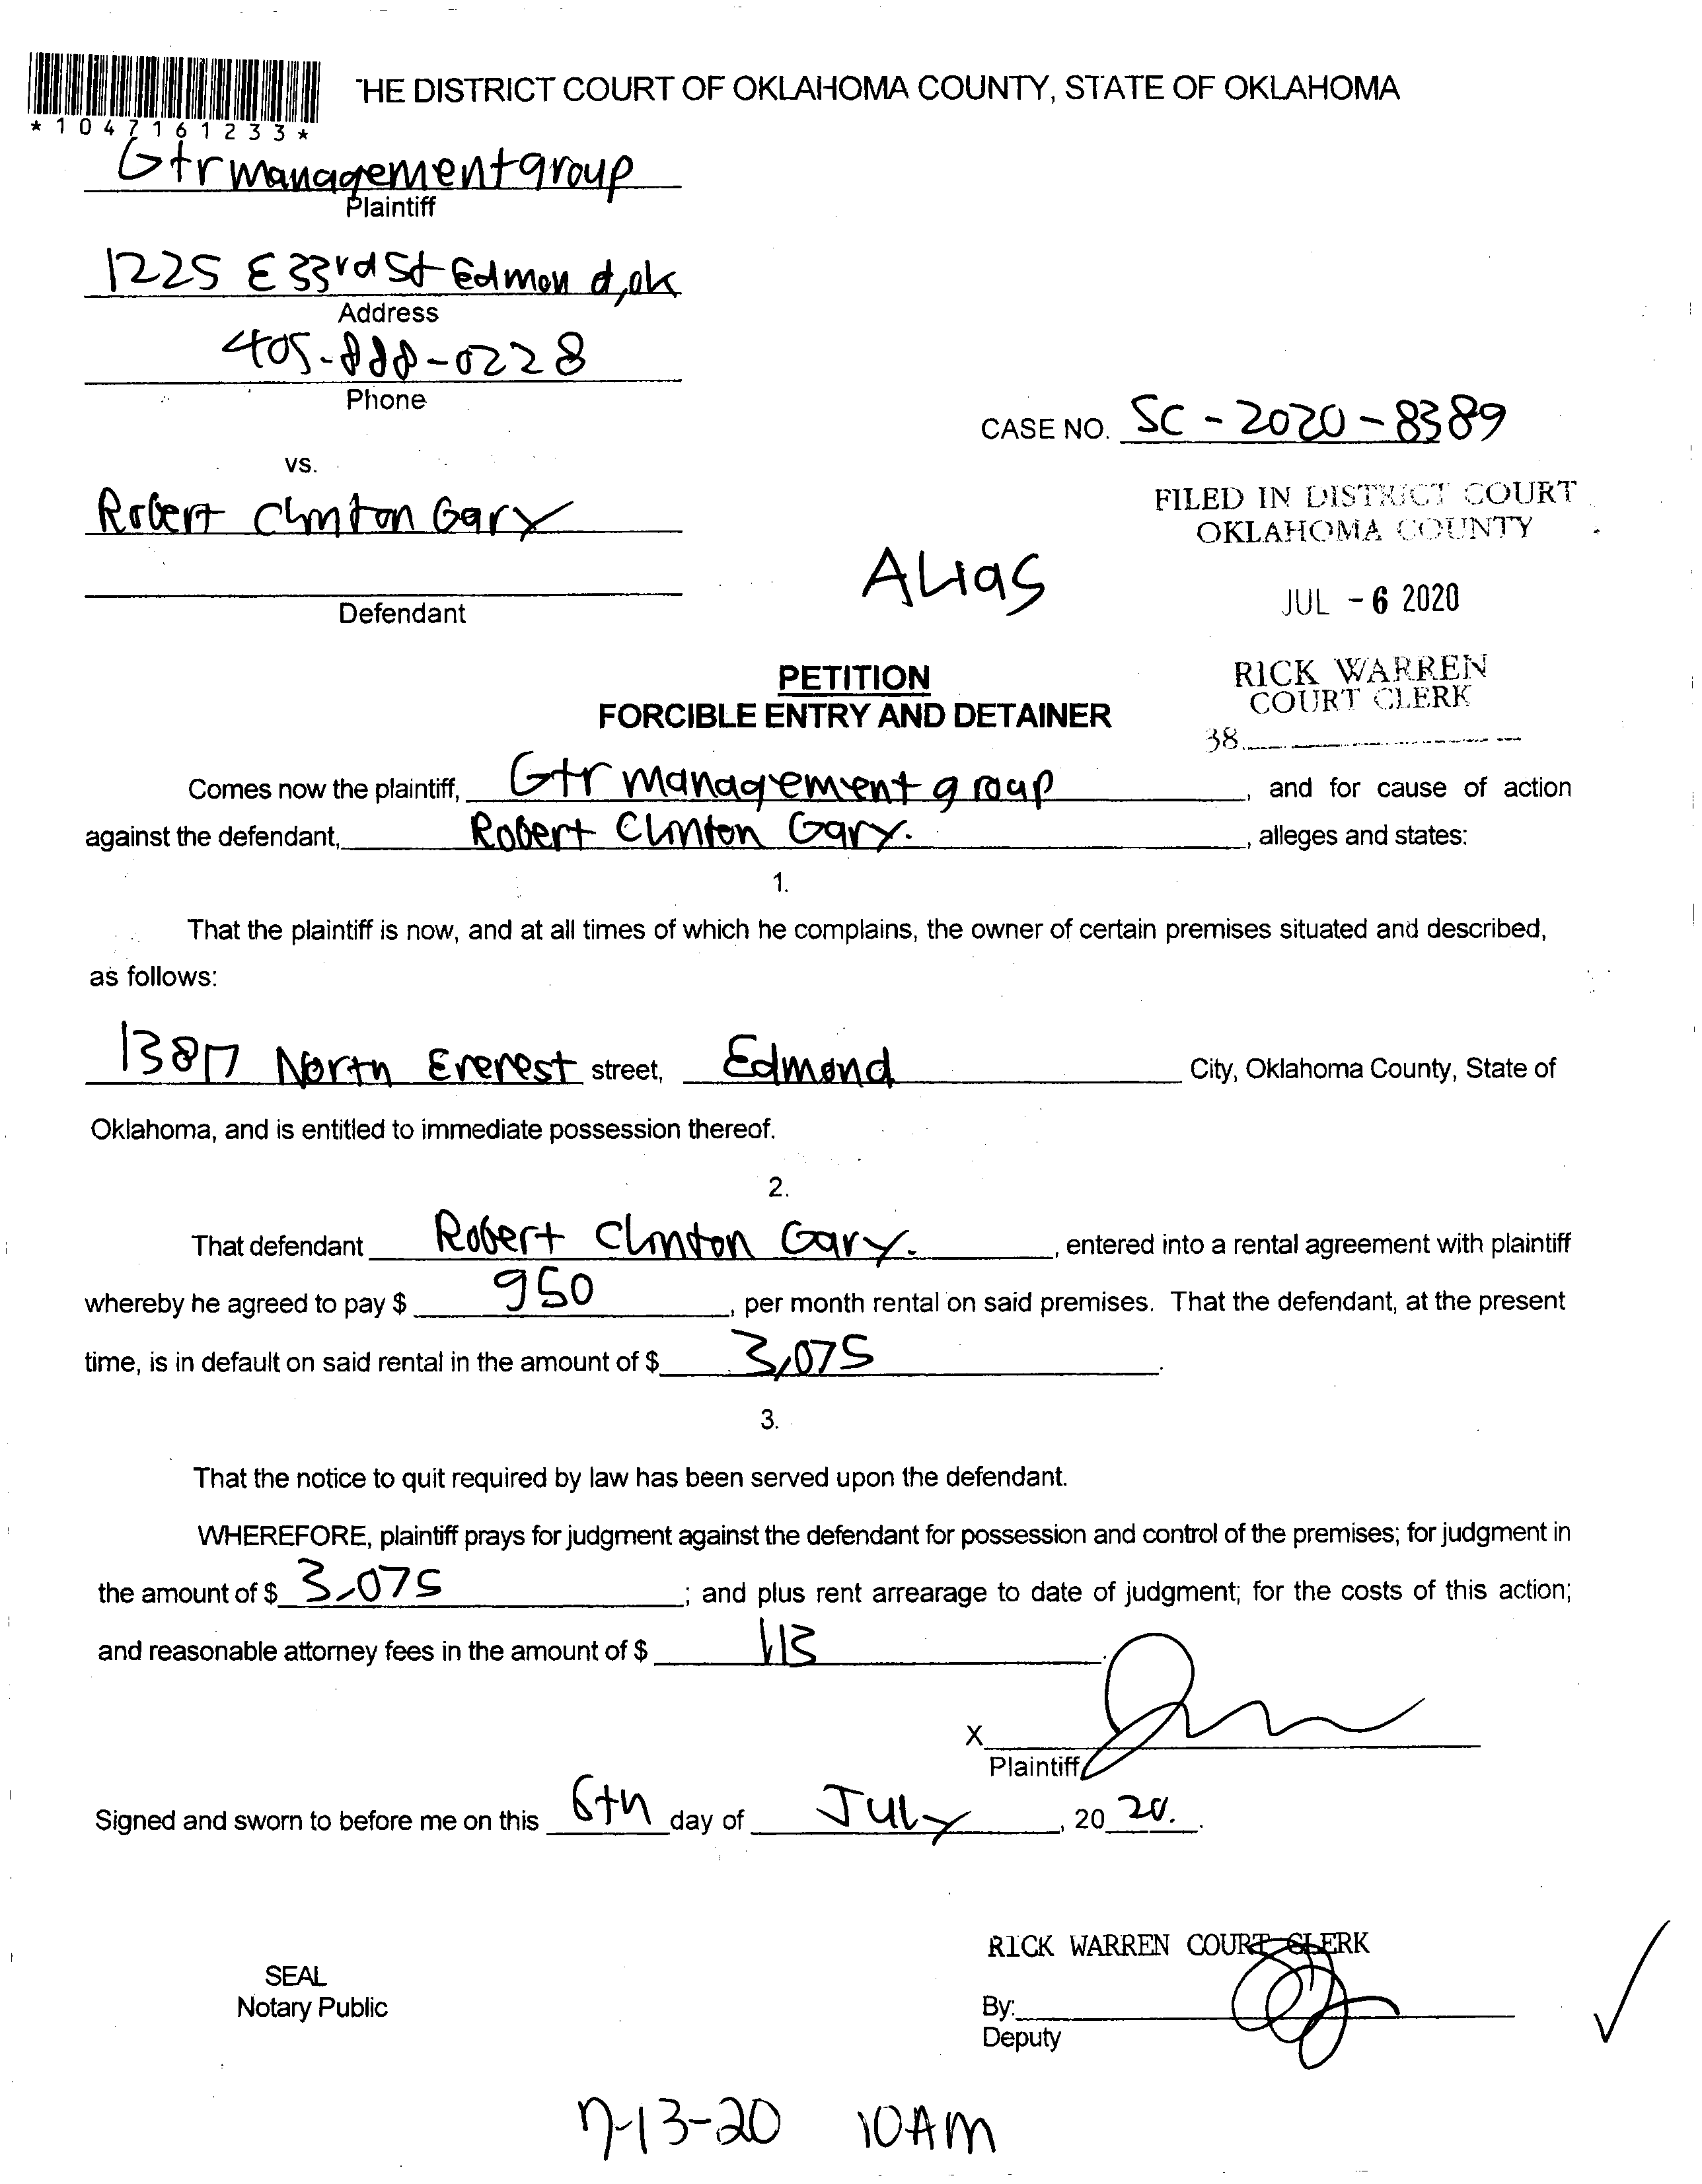 HE DISTRICT COURT OF OKLAHOMA COUNTY, STATE OF OKLAHOMA
*1047161233*
Gtr management group
Plaintiff
1225 E 33rd St Edmond, ok
Address
405-888-0228
Phone
CASE NO. SC - 2020 - 8389
vs.
Robert Clinton Gary
FILED IN DISTRICT COURT
OKLAHOMA COUNTY
Alias
Defendant
JUL - 6 2020
RICK WARREN
COURT CLERK
38
PETITION
FORCIBLE ENTRY AND DETAINER
Comes now the plaintiff, Gtr management group, and for cause of action
against the defendant, Robert Clinton Gary., alleges and states:
1.
That the plaintiff is now, and at all times of which he complains, the owner of certain premises situated and described,
as follows:
13817 North Everest street, Edmond City, Oklahoma County, State of
Oklahoma, and is entitled to immediate possession thereof.
2.
That defendant Robert Clinton Gary., entered into a rental agreement with plaintiff
whereby he agreed to pay $ 950, per month rental on said premises. That the defendant, at the present
time, is in default on said rental in the amount of $ 3,075.
3.
That the notice to quit required by law has been served upon the defendant.
WHEREFORE, plaintiff prays for judgment against the defendant for possession and control of the premises; for judgment in
the amount of $ 3,075; and plus rent arrearage to date of judgment; for the costs of this action;
and reasonable attorney fees in the amount of $ 113.
X
Plaintiff
Signed and sworn to before me on this 6th day of July, 20 20.
RICK WARREN COURT CLERK
SEAL
Notary Public
By:
Deputy
7-13-20 10AM